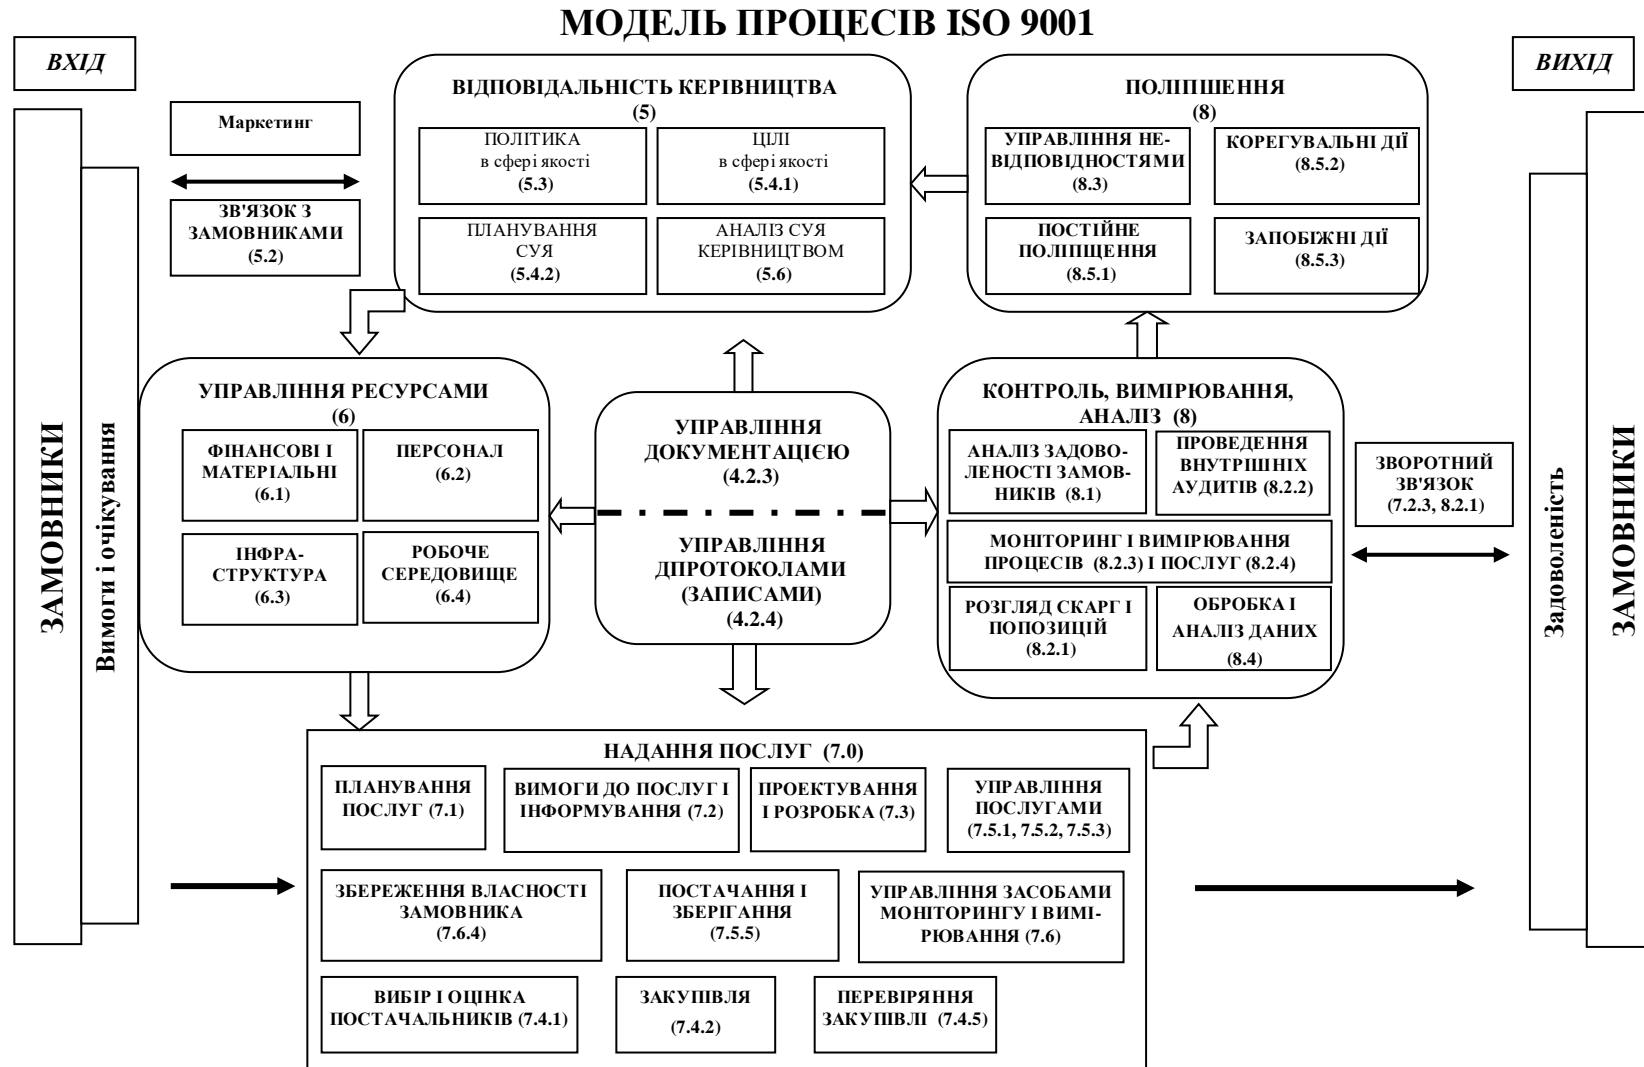 МОДЕЛЬ ПРОЦЕСІВ ISO 9001
ВХІД
ВИХІД
ЗАМОВНИКИ
Вимоги і очікування
Маркетинг
ЗВ'ЯЗОК З
ЗАМОВНИКАМИ
(5.2)
ВІДПОВІДАЛЬНІСТЬ КЕРІВНИЦТВА
(5)
ПОЛІТИКА
в сфері якості
(5.3)
ЦІЛІ
в сфері якості
(5.4.1)
ПЛАНУВАННЯ
СУЯ
(5.4.2)
АНАЛІЗ СУЯ
КЕРІВНИЦТВОМ
(5.6)
ПОЛІПШЕННЯ
(8)
УПРАВЛІННЯ НЕ-
ВІДПОВІДНОСТЯМИ
(8.3)
КОРЕГУВАЛЬНІ ДІЇ
(8.5.2)
ПОСТІЙНЕ
ПОЛІПЩЕННЯ
(8.5.1)
ЗАПОБІЖНІ ДІЇ
(8.5.3)
УПРАВЛІННЯ РЕСУРСАМИ
(6)
ФІНАНСОВІ І
МАТЕРІАЛЬНІ
(6.1)
ПЕРСОНАЛ
(6.2)
ІНФРА-
СТРУКТУРА
(6.3)
РОБОЧЕ
СЕРЕДОВИЩЕ
(6.4)
УПРАВЛІННЯ
ДОКУМЕНТАЦІЄЮ
(4.2.3)
УПРАВЛІННЯ
ДПРОТОКОЛАМИ
(ЗАПИСАМИ)
(4.2.4)
КОНТРОЛЬ, ВИМІРЮВАННЯ,
АНАЛІЗ (8)
АНАЛІЗ ЗАДОВО-
ЛЕНОСТІ ЗАМОВ-
НИКІВ (8.1)
ПРОВЕДЕННЯ
ВНУТРІШНІХ
АУДИТІВ (8.2.2)
МОНІТОРИНГ І ВИМІРЮВАННЯ
ПРОЦЕСІВ (8.2.3) І ПОСЛУГ (8.2.4)
РОЗГЛЯД СКАРГ І
ПОПОЗИЦІЙ
(8.2.1)
ОБРОБКА І
АНАЛІЗ ДАНИХ
(8.4)
ЗВОРОТНИЙ
ЗВ'ЯЗОК
(7.2.3, 8.2.1)
Задоволеність
ЗАМОВНИКИ
НАДАННЯ ПОСЛУГ (7.0)
ПЛАНУВАННЯ
ПОСЛУГ (7.1)
ВИМОГИ ДО ПОСЛУГ І
ІНФОРМУВАННЯ (7.2)
ПРОЕКТУВАННЯ
І РОЗРОБКА (7.3)
УПРАВЛІННЯ
ПОСЛУГАМИ
(7.5.1, 7.5.2, 7.5.3)
ЗБЕРЕЖЕННЯ ВЛАСНОСТІ
ЗАМОВНИКА
(7.6.4)
ПОСТАЧАННЯ І
ЗБЕРІГАННЯ
(7.5.5)
УПРАВЛІННЯ ЗАСОБАМИ
МОНІТОРИНГУ І ВИМІ-
РЮВАННЯ (7.6)
ВИБІР І ОЦІНКА
ПОСТАЧАЛЬНИКІВ (7.4.1)
ЗАКУПІВЛЯ
(7.4.2)
ПЕРЕВІРЯННЯ
ЗАКУПІВЛІ (7.4.5)